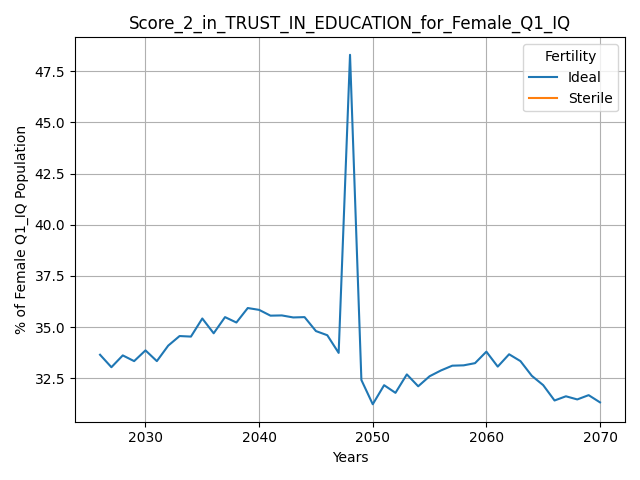 Score_2_in_TRUST_IN_EDUCATION_for_Female_Q1_IQ
Fertility
Ideal
Sterile
% of Female Q1_IQ Population
47.5
45.0
42.5
40.0
37.5
35.0
32.5
2030
2040
2050
2060
2070
Years